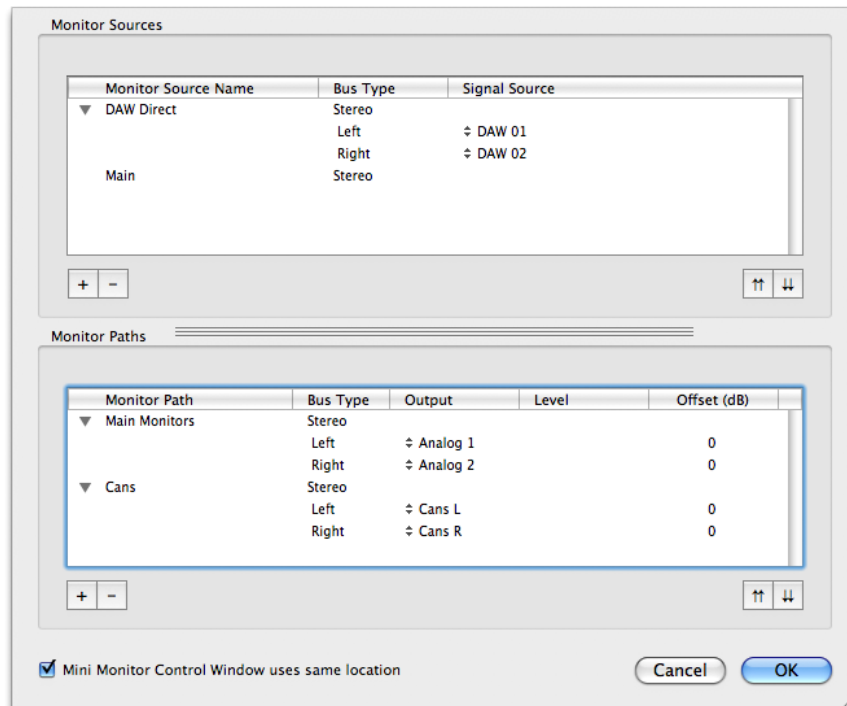 Monitor Sources
Monitor Source Name Bus Type Signal Source
DAW Direct Stereo
Left DAW 01
Right DAW 02
Main Stereo
+ -
Monitor Paths
Monitor Path Bus Type Output Level Offset (dB)
Main Monitors Stereo
Left Analog 1 0
Right Analog 2 0
Cans Stereo
Left Cans L 0
Right Cans R 0
+ -
Mini Monitor Control Window uses same location Cancel OK